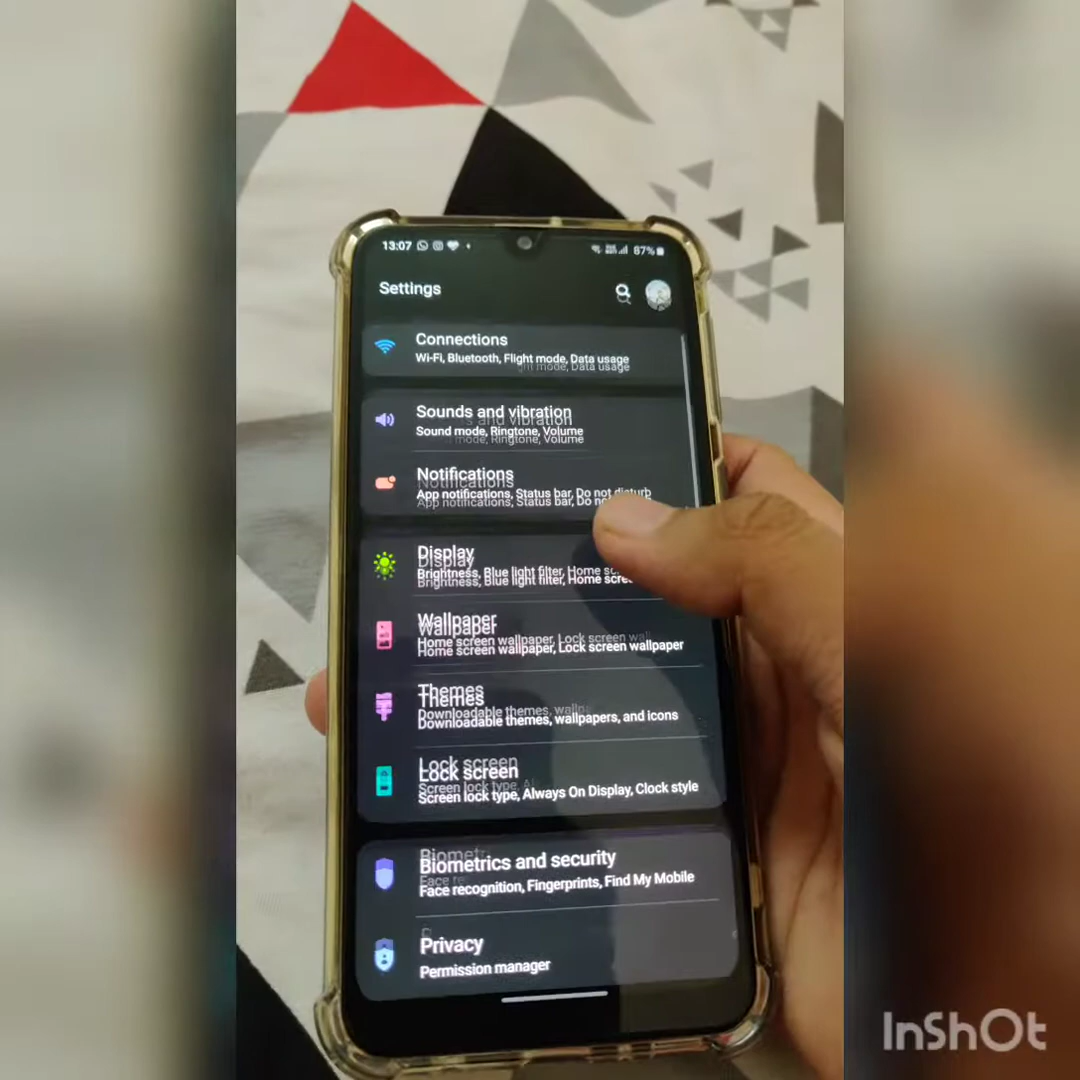 13:07 87%
Settings
Connections
Wi-Fi, Bluetooth, Flight mode, Data usage
Sounds and vibration
Sound mode, Ringtone, Volume
Notifications
App notifications, Status bar, Do not disturb
Display
Brightness, Blue light filter, Home
Wallpaper
Home screen wallpaper, Lock screen wallpaper
Themes
Downloadable themes, wallpapers, and icons
Lock screen
Screen lock type, Always On Display, Clock style
Biometrics and security
Face recognition, Fingerprints, Find My Mobile
Privacy
Permission manager
InShOt